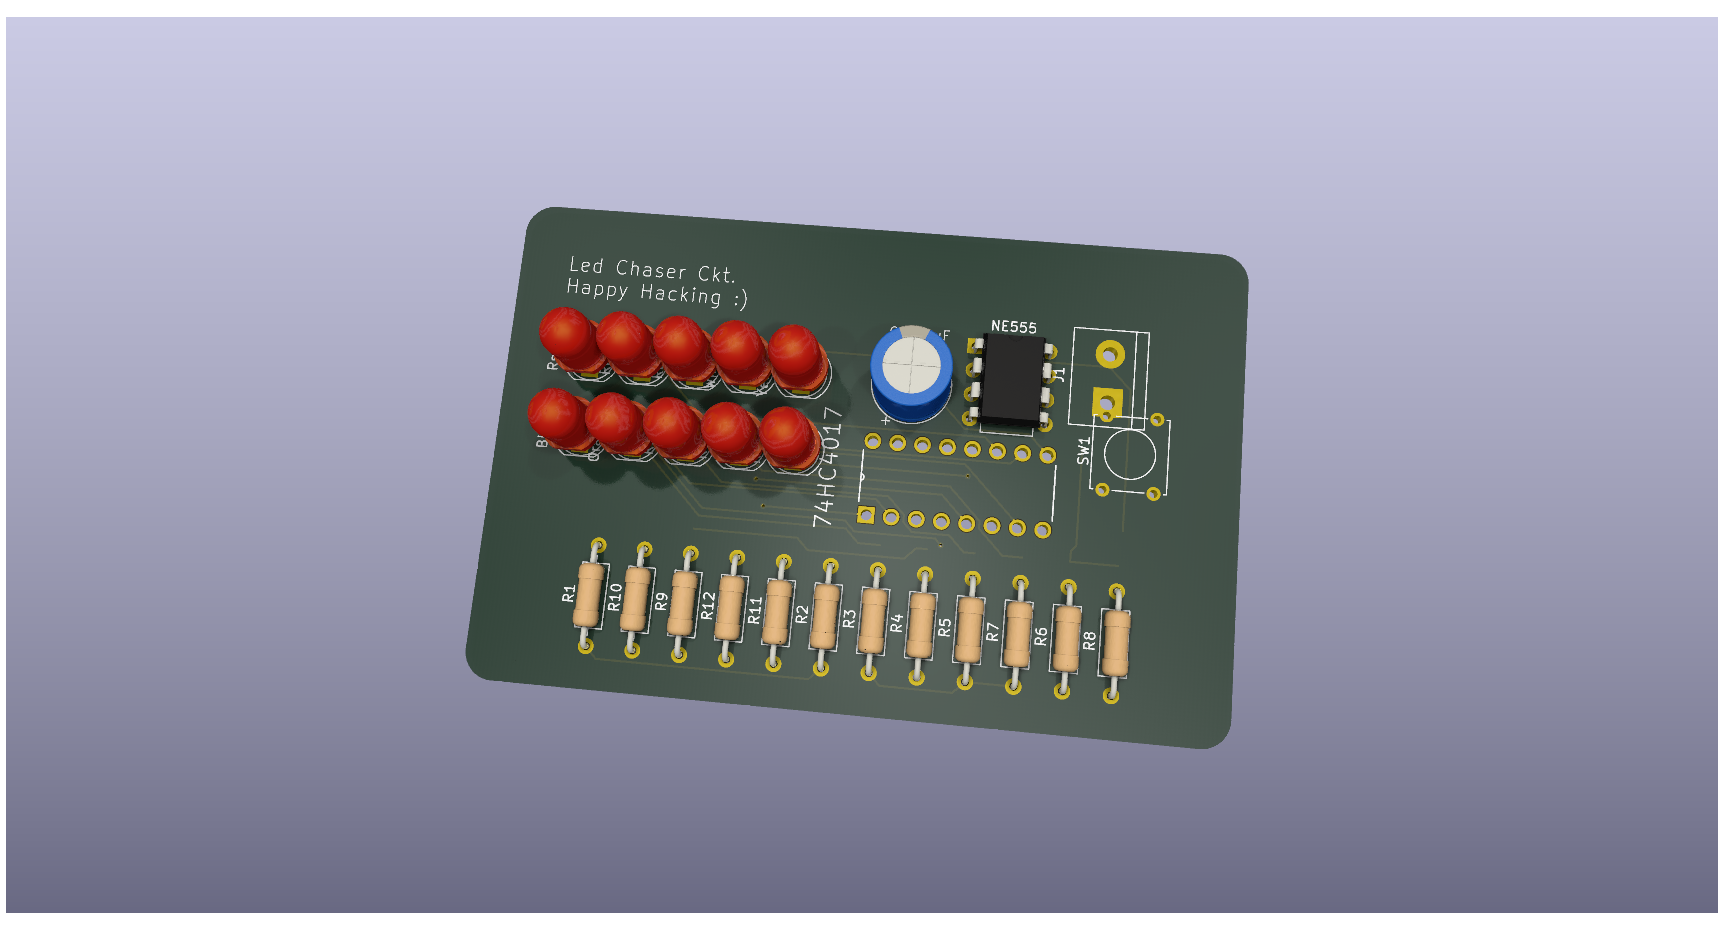 Led Chaser Ckt.
Happy Hacking :)
NE555
J1
+
SW1
74HC4017
R1
R10
R9
R12
R11
R2
R3
R4
R5
R7
R6
R8